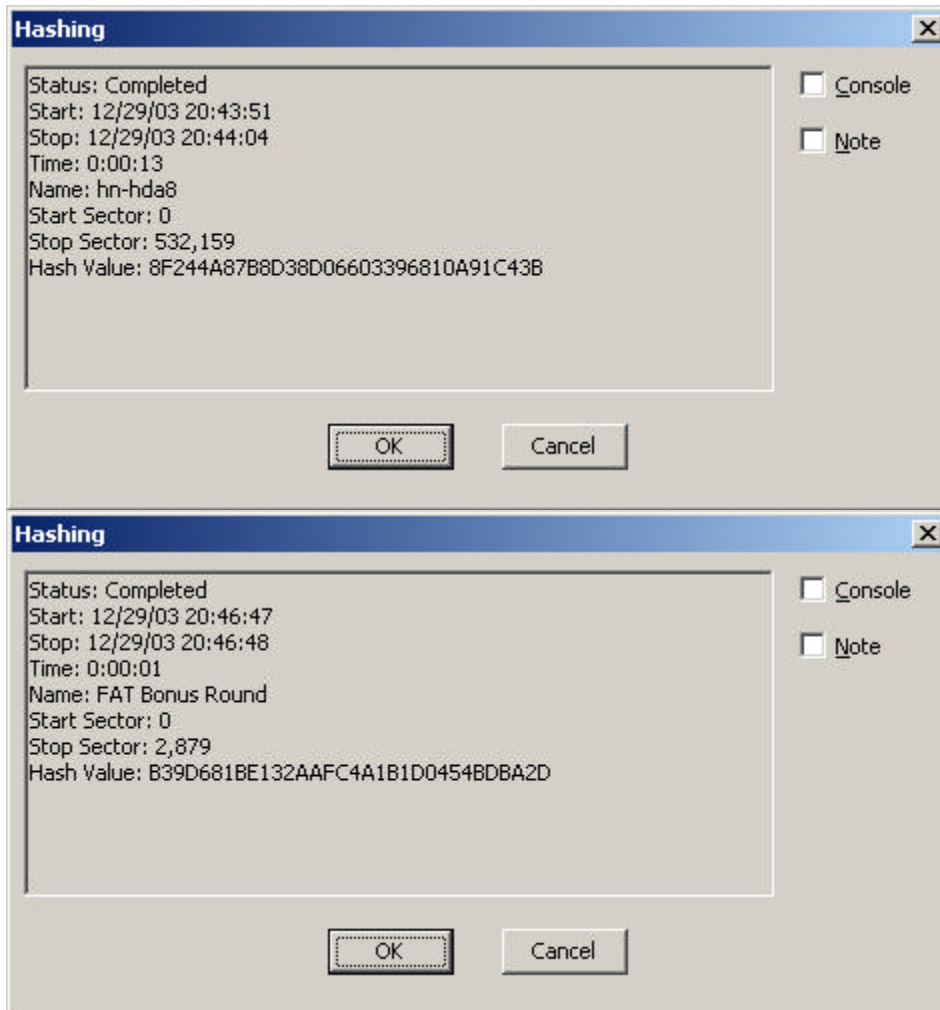 Hashing
Status: Completed
Start: 12/29/03 20:43:51
Stop: 12/29/03 20:44:04
Time: 0:00:13
Name: hn-hda8
Start Sector: 0
Stop Sector: 532,159
Hash Value: 8F244A87B8D38D06603396810A91C43B
Console
Note
OK Cancel
Hashing
Status: Completed
Start: 12/29/03 20:46:47
Stop: 12/29/03 20:46:48
Time: 0:00:01
Name: FAT Bonus Round
Start Sector: 0
Stop Sector: 2,879
Hash Value: B39D681BE132AAFC4A1B1D0454BDBA2D
Console
Note
OK Cancel